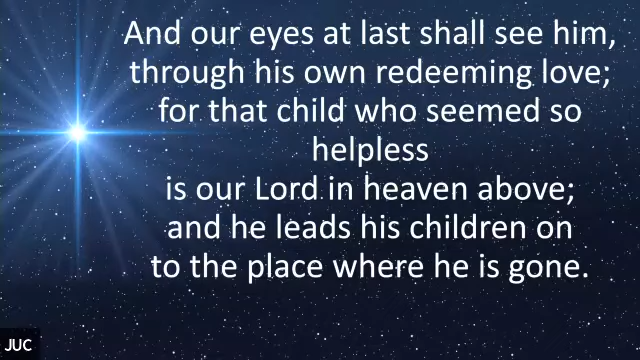 And our eyes at last shall see him,
through his own redeeming love;
for that child who seemed so
helpless
is our Lord in heaven above;
and he leads his children on
to the place where he is gone.
JUC